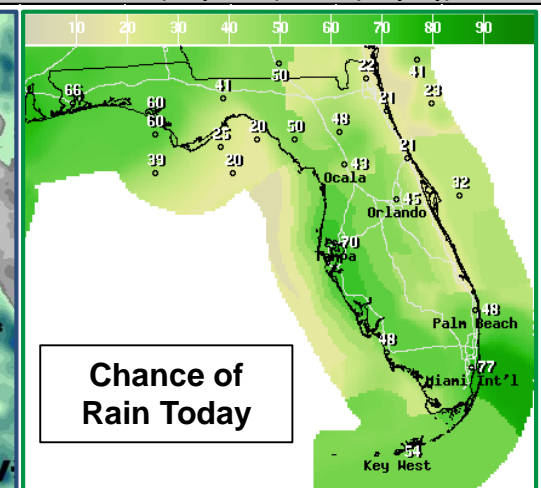 10 20 30 40 50 60 70 80 90
50 22 41
66 41 23
60 21
60 25 20 50 48
21
39 20 43
Ocala
32
45
Orlando
70
Tampa
48
Palm Beach
48
77
Miami Int'l
Chance of
Rain Today
54
Key West